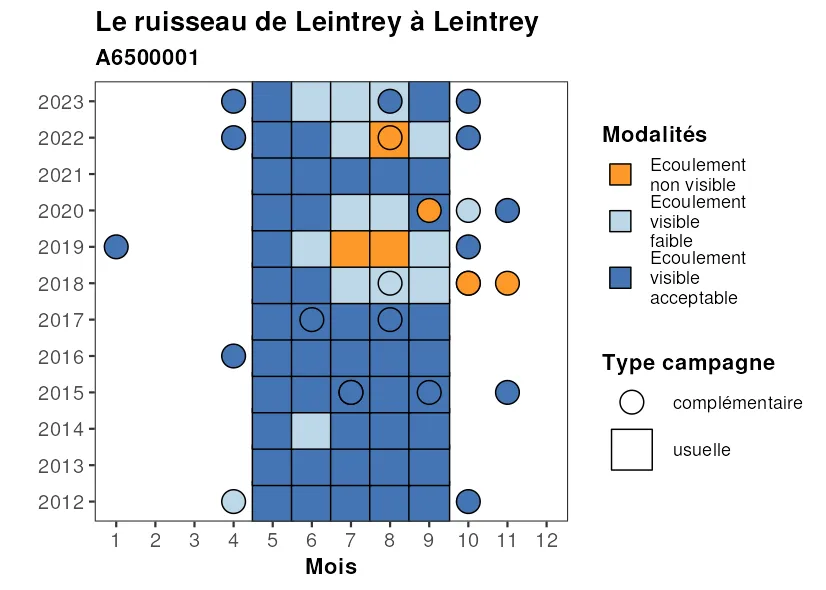 Le ruisseau de Leintrey à Leintrey
A6500001
2023
2022
2021
2020
2019
2018
2017
2016
2015
2014
2013
2012
1 2 3 4 5 6 7 8 9 10 11 12
Mois
Modalités
Ecoulement
non visible
Ecoulement
visible
faible
Ecoulement
visible
acceptable
Type campagne
complémentaire
usuelle